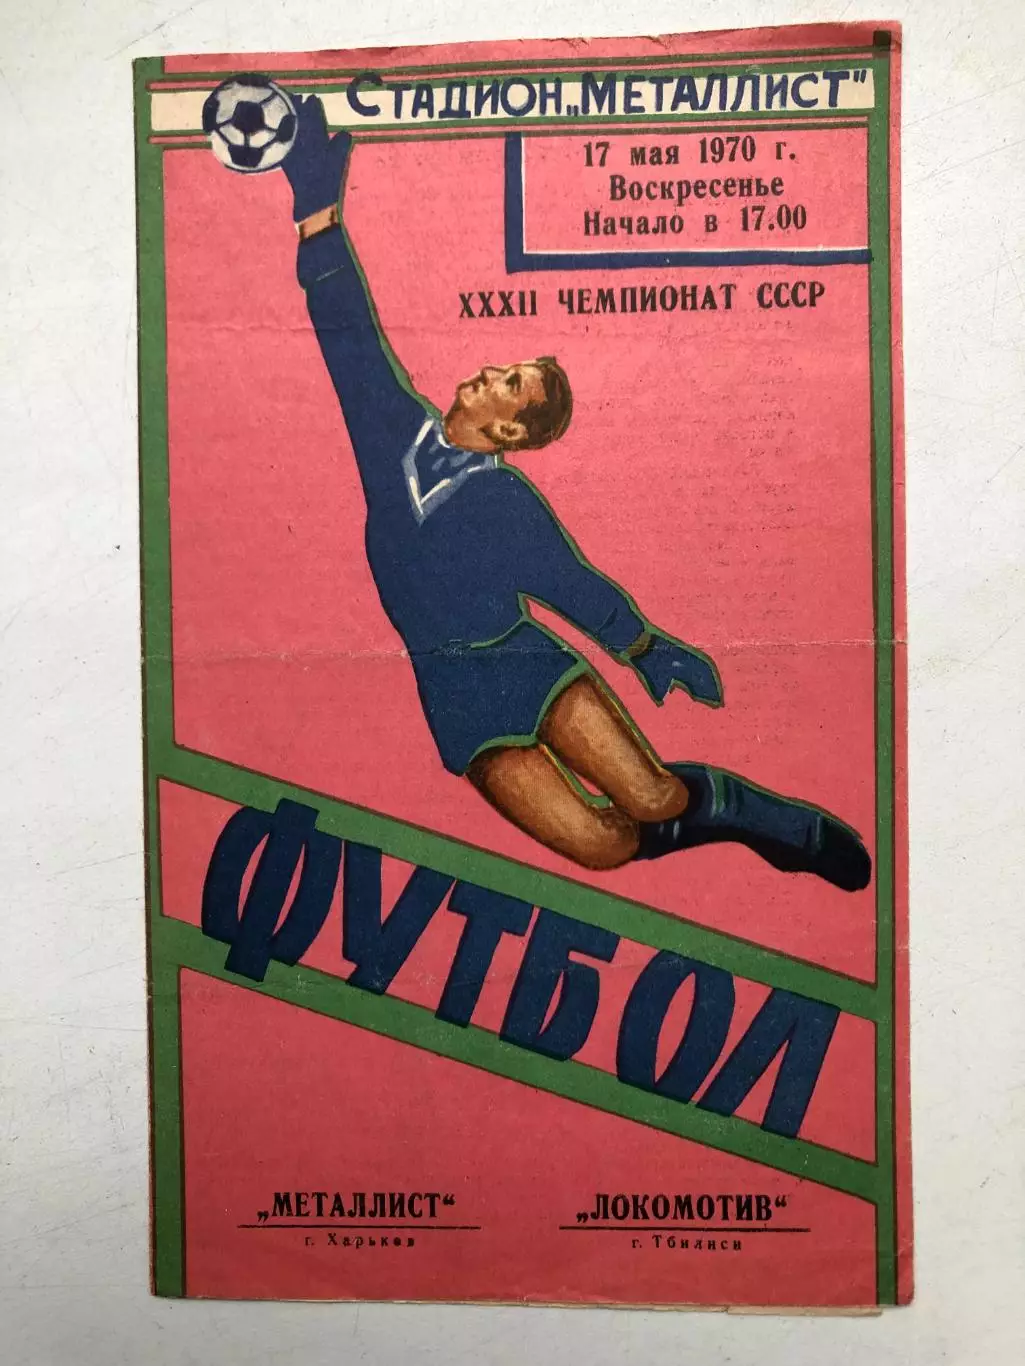 Стадион „Металлист“
17 мая 1970 г.
Воскресенье
Начало в 17.00
XXXII ЧЕМПИОНАТ СССР
ФУТБОЛ
„МЕТАЛЛИСТ“
г. Харьков
„ЛОКОМОТИВ“
г. Тбилиси